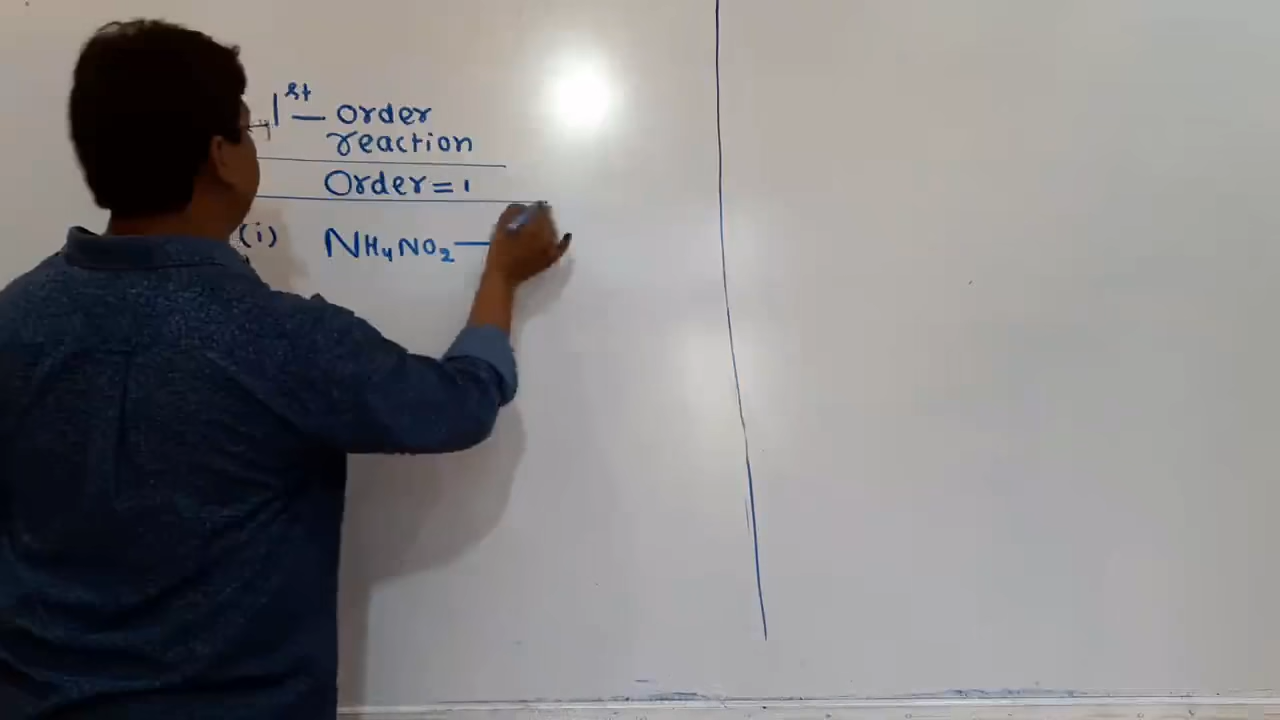 1st — order
reaction
Order = 1
(i) NH4NO2 —